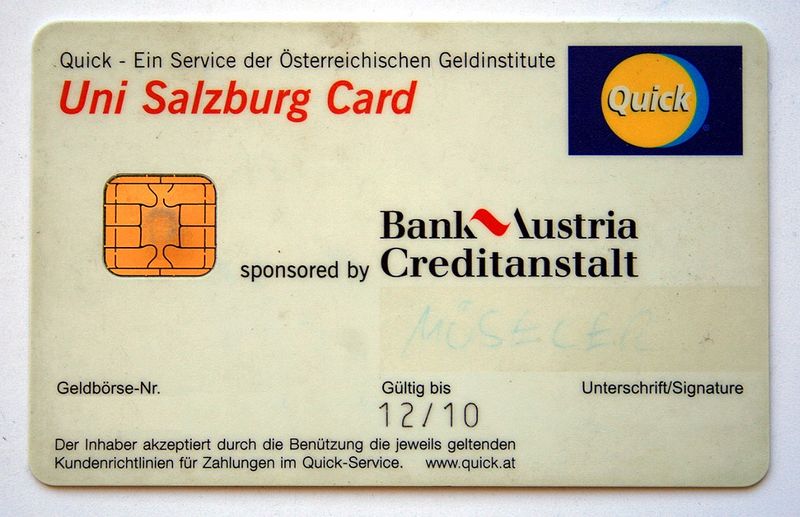 Quick - Ein Service der Österreichischen Geldinstitute
Uni Salzburg Card
Quick
sponsored by Bank Austria
Creditanstalt
MÜSELER
Geldbörse-Nr.
Gültig bis
Unterschrift/Signature
12/10
Der Inhaber akzeptiert durch die Benützung die jeweils geltenden
Kundenrichtlinien für Zahlungen im Quick-Service. www.quick.at